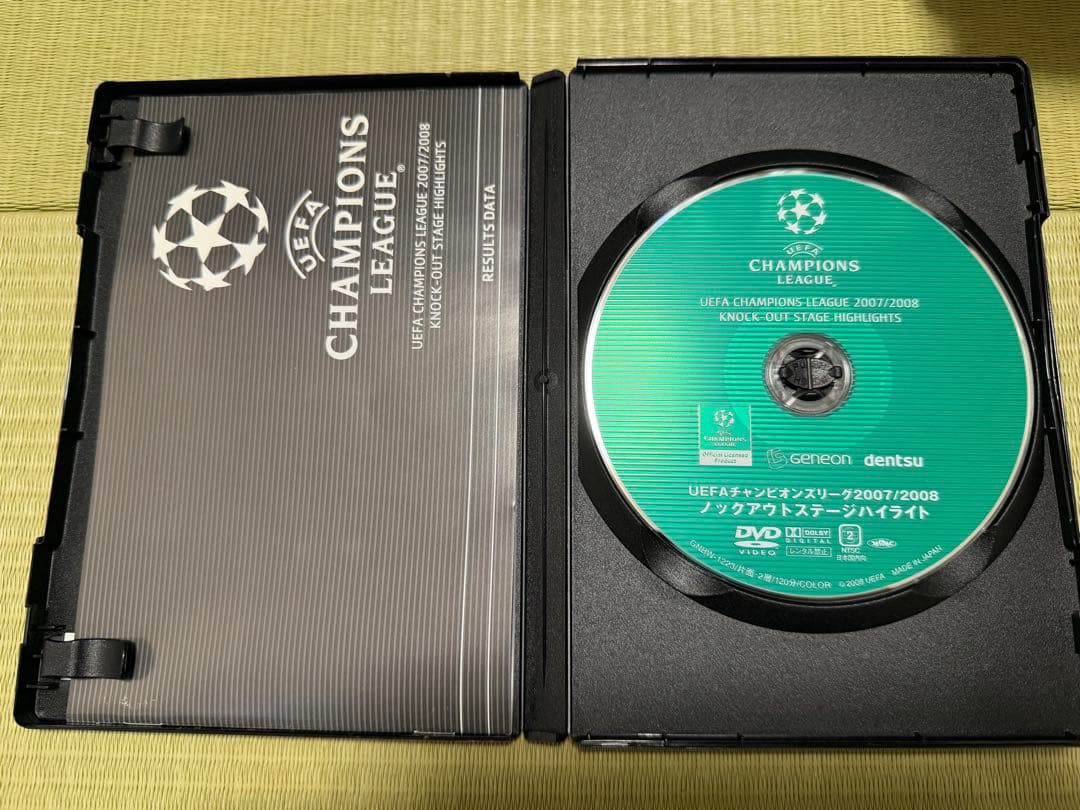 UEFA
CHAMPIONS
LEAGUE®
UEFA CHAMPIONS LEAGUE 2007/2008
KNOCK-OUT STAGE HIGHLIGHTS
RESULTS DATA
UEFA
CHAMPIONS
LEAGUE
UEFA CHAMPIONS LEAGUE 2007/2008
KNOCK-OUT STAGE HIGHLIGHTS
CHAMPIONS
LEAGUE
Official Licensed
Product
GENEON dentsu
UEFAチャンピオンズリーグ2007/2008
ノックアウトステージハイライト
DVD
VIDEO
DOLBY
DIGITAL
レンタル禁止
2
NTSC
日本国内向
GNBW-1223/片面・2層/120分/COLOR © 2008 UEFA MADE IN JAPAN